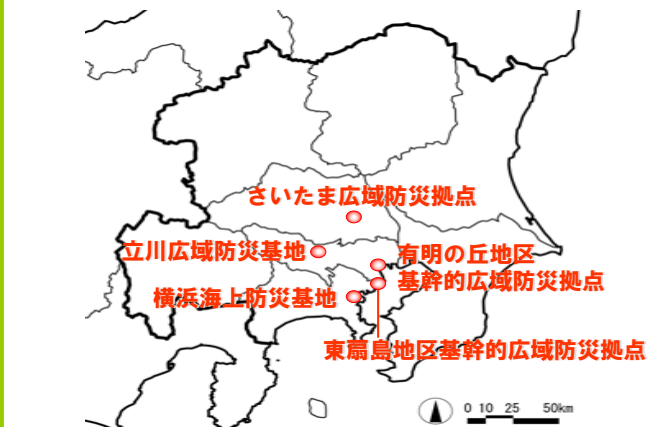 さいたま広域防災拠点
立川広域防災基地
有明の丘地区
基幹的広域防災拠点
横浜海上防災基地
東扇島地区基幹的広域防災拠点
0 10 25 50km